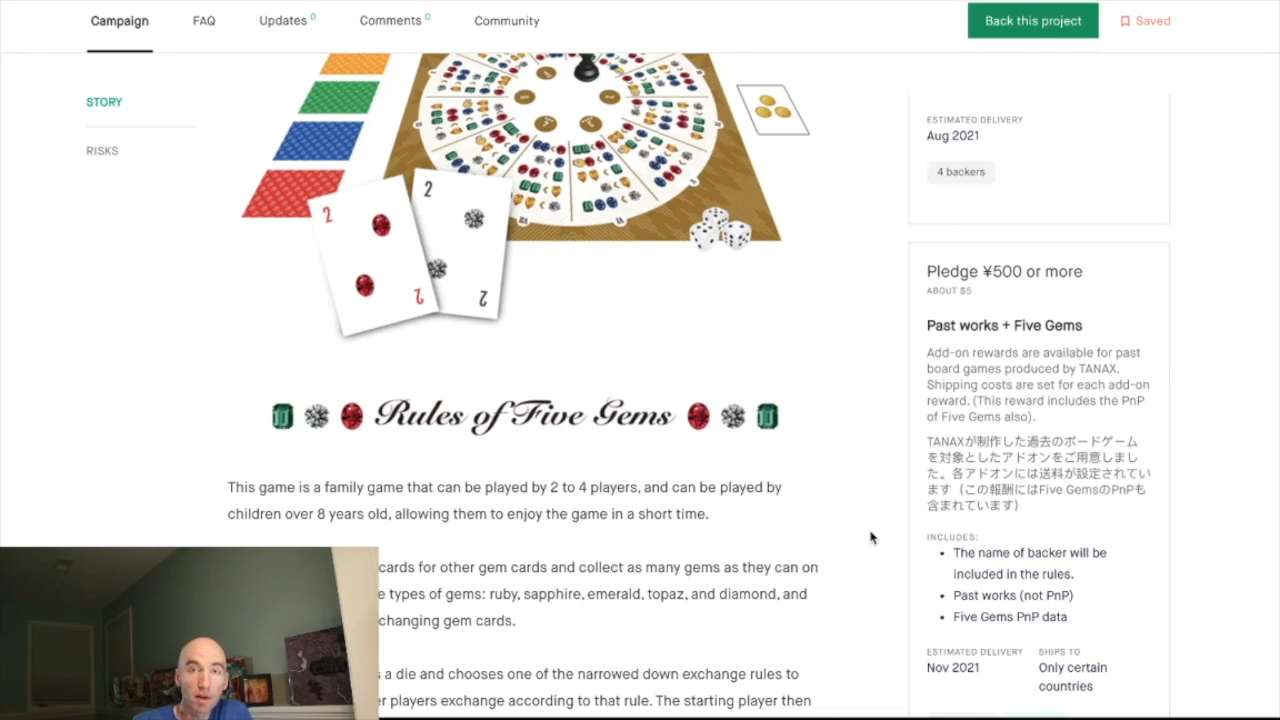 Campaign
FAQ
Updates 0
Comments 0
Community
Back this project
Saved
STORY
RISKS
2
2
2
2
Rules of Five Gems
This game is a family game that can be played by 2 to 4 players, and can be played by
children over 8 years old, allowing them to enjoy the game in a short time.
cards for other gem cards and collect as many gems as they can on
e types of gems: ruby, sapphire, emerald, topaz, and diamond, and
changing gem cards.
s a die and chooses one of the narrowed down exchange rules to
er players exchange according to that rule. The starting player then
ESTIMATED DELIVERY
Aug 2021
4 backers
Pledge ¥500 or more
ABOUT $5
Past works + Five Gems
Add-on rewards are available for past
board games produced by TANAX.
Shipping costs are set for each add-on
reward. (This reward includes the PnP
of Five Gems also).
TANAXが制作した過去のボードゲーム
を対象としたアドオンをご用意しまし
た。各アドオンには送料が設定されてい
ます（この報酬にはFive GemsのPnPも
含まれています）
INCLUDES:
• The name of backer will be
included in the rules.
• Past works (not PnP)
• Five Gems PnP data
ESTIMATED DELIVERY
Nov 2021
SHIPS TO
Only certain
countries